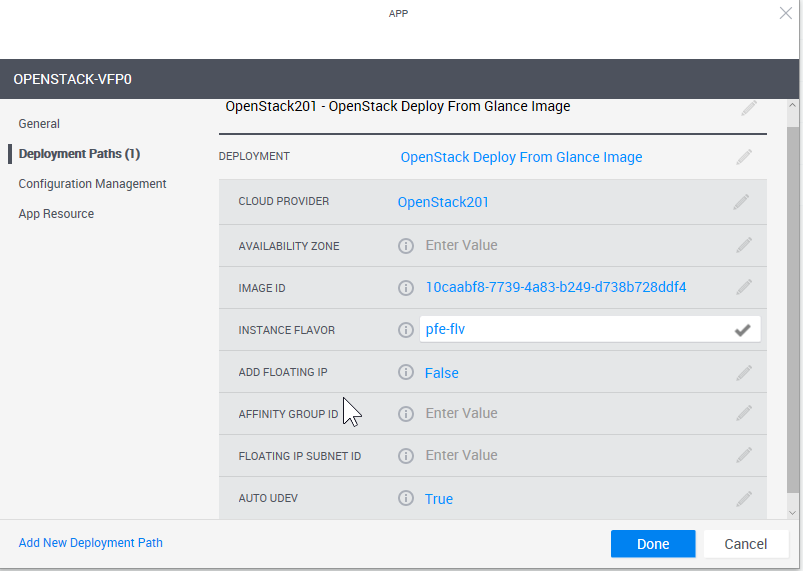 APP
OPENSTACK-VFP0
General
Deployment Paths (1)
Configuration Management
App Resource
OpenStack201 - OpenStack Deploy From Glance Image
DEPLOYMENT OpenStack Deploy From Glance Image
CLOUD PROVIDER OpenStack201
AVAILABILITY ZONE Enter Value
IMAGE ID 10caabf8-7739-4a83-b249-d738b728ddf4
INSTANCE FLAVOR pfe-flv
ADD FLOATING IP False
AFFINITY GROUP ID Enter Value
FLOATING IP SUBNET ID Enter Value
AUTO UDEV True
Add New Deployment Path
Done
Cancel